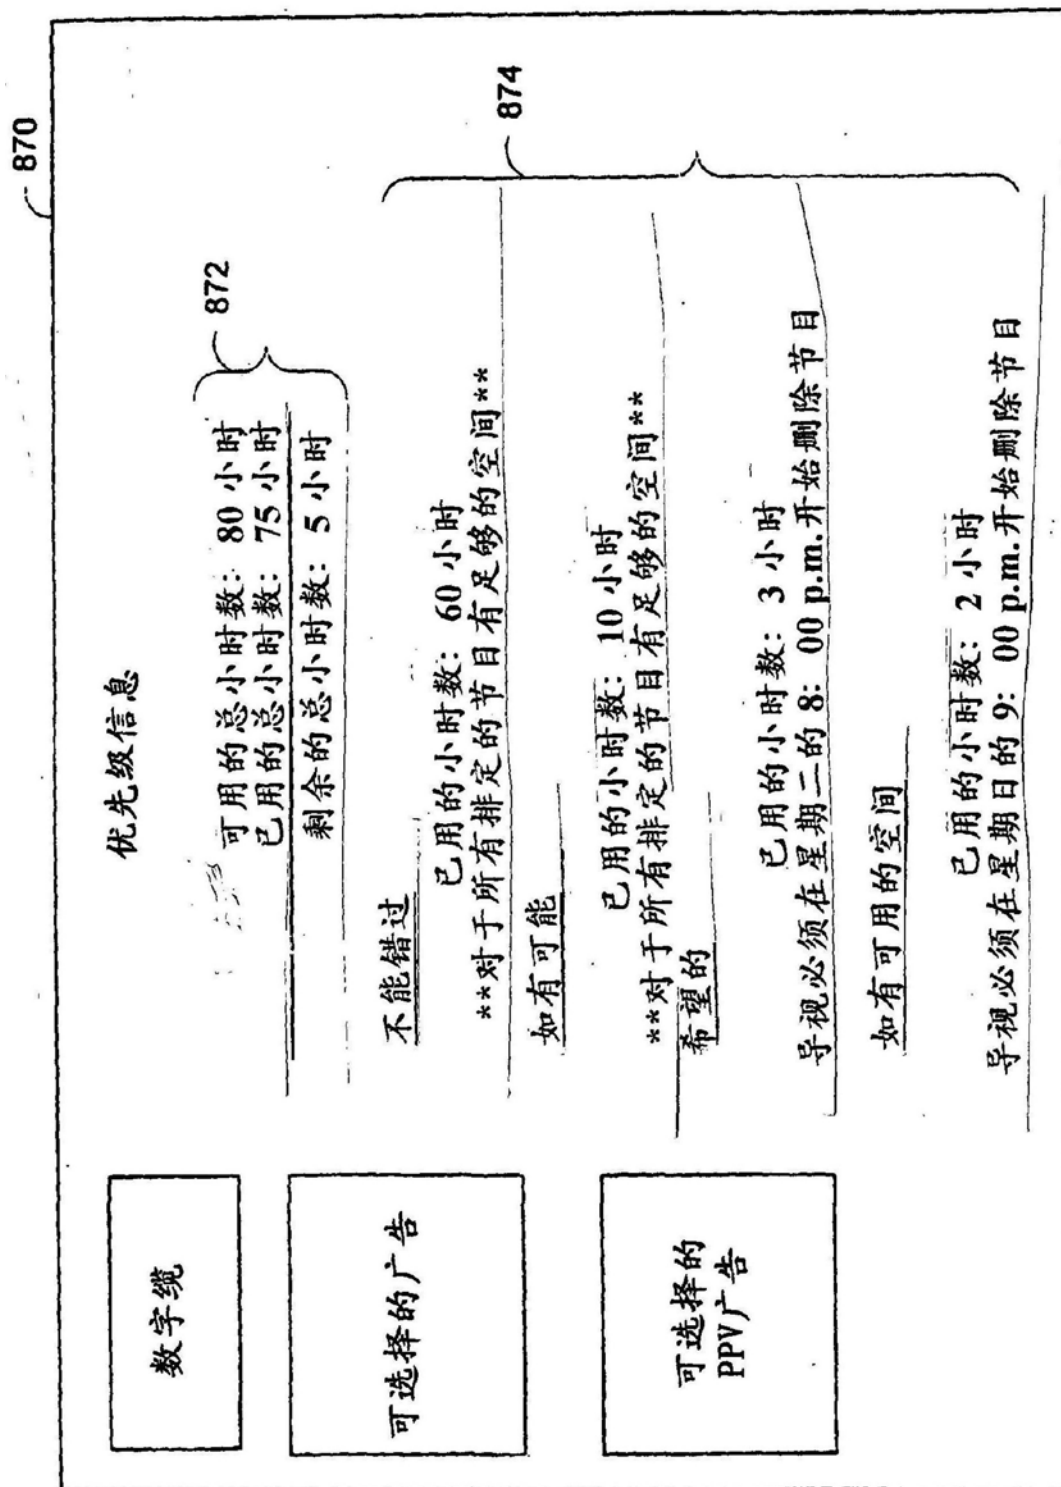 870
数字缆
可选择的广告
可选择的
PPV广告
优先级信息
可用的总小时数: 80 小时
已用的总小时数: 75 小时
剩余的总小时数: 5 小时
872
不能错过
已用的小时数: 60 小时
**对于所有排定的节目有足够的空间**
如有可能
已用的小时数: 10 小时
**对于所有排定的节目有足够的空间**
希望的
已用的小时数: 3 小时
导视必须在星期二的 8: 00 p.m.开始删除节目
如有可用的空间
已用的小时数: 2 小时
导视必须在星期日的 9: 00 p.m.开始删除节目
874